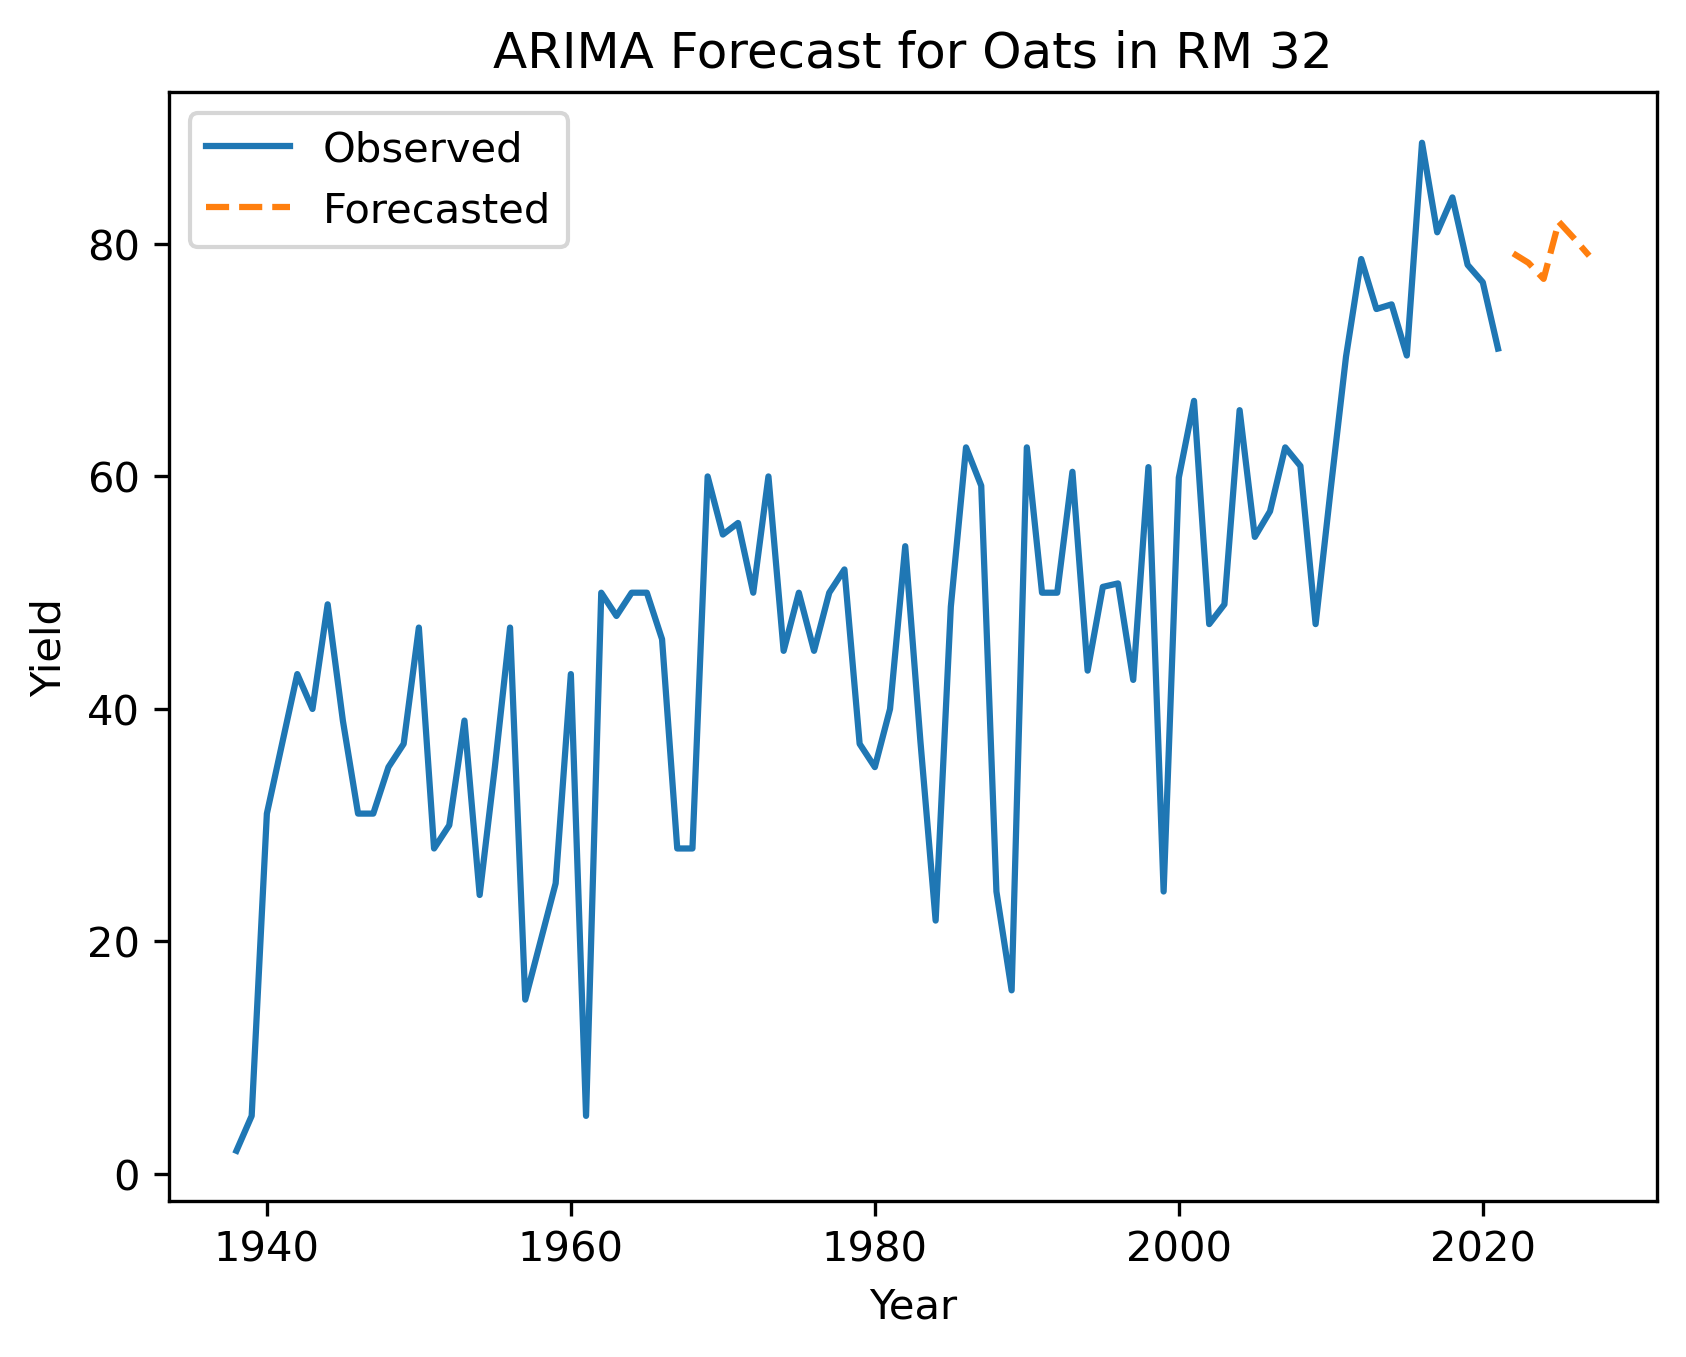 ARIMA Forecast for Oats in RM 32
Observed
Forecasted
80
60
40
20
0
Yield
1940 1960 1980 2000 2020
Year